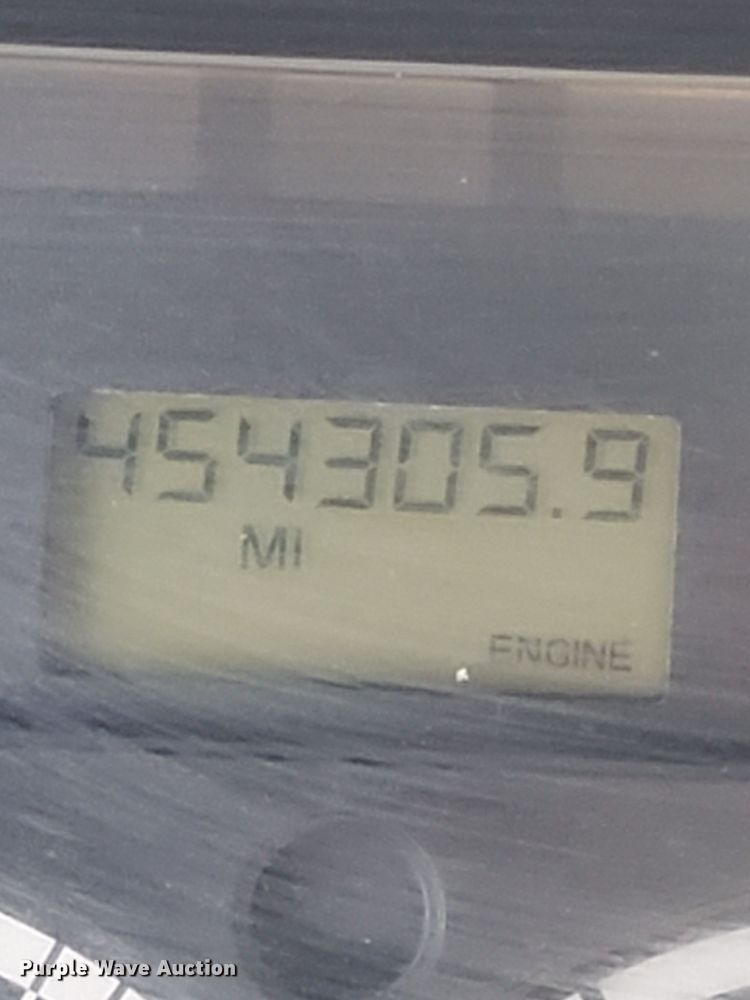 454305.9
MI
ENGINE
Purple Wave Auction